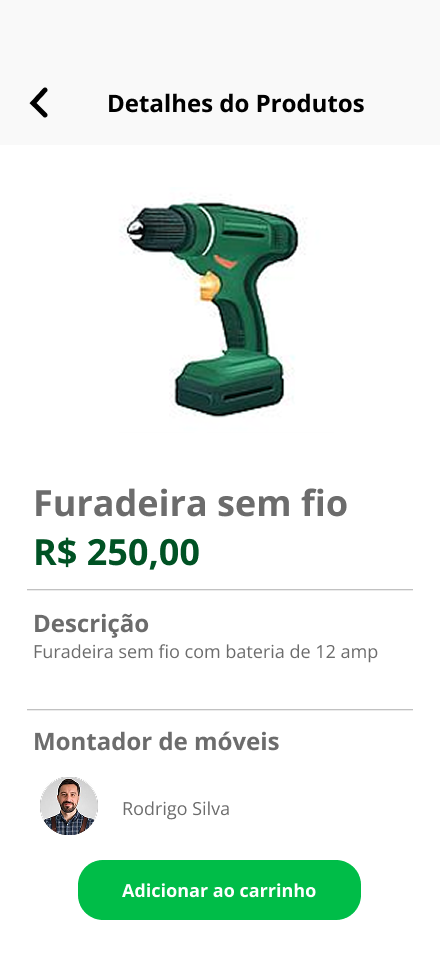 Detalhes do Produtos
Furadeira sem fio
R$ 250,00
Descrição
Furadeira sem fio com bateria de 12 amp
Montador de móveis
Rodrigo Silva
Adicionar ao carrinho